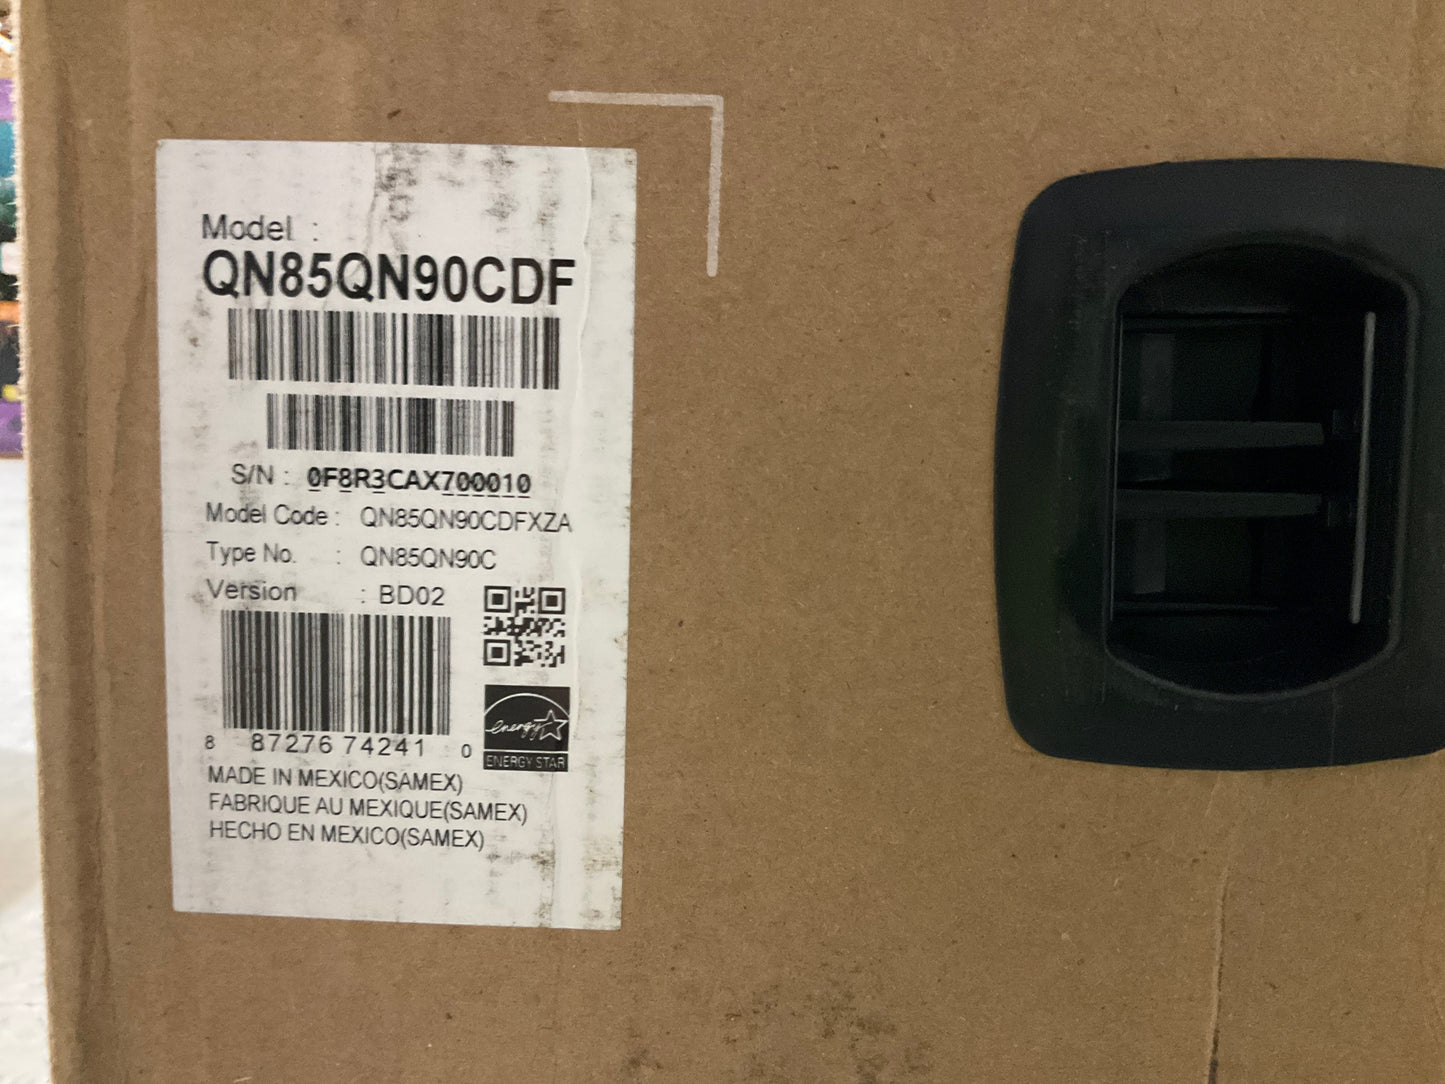 Model :
QN85QN90CDF
S/N : 0F8R3CAX700010
Model Code : QN85QN90CDFXZA
Type No. : QN85QN90C
Version : BD02
8 87276 74241 0
energy
ENERGY STAR
MADE IN MEXICO(SAMEX)
FABRIQUE AU MEXIQUE(SAMEX)
HECHO EN MEXICO(SAMEX)